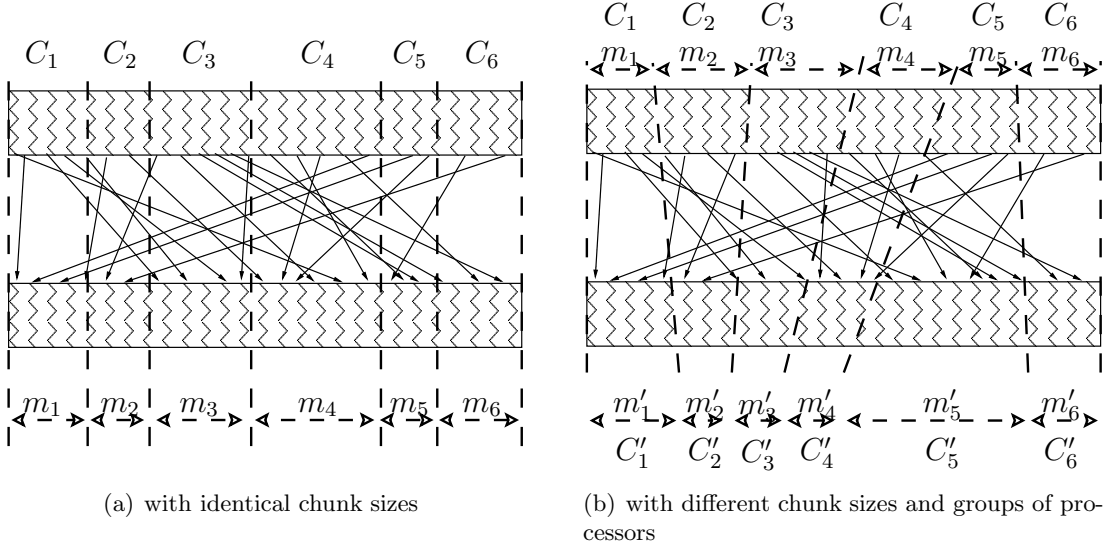 C₁ C₂ C₃ C₄ C₅ C₆
m₁ m₂ m₃ m₄ m₅ m₆
(a) with identical chunk sizes
C₁ C₂ C₃ C₄ C₅ C₆
m₁ m₂ m₃ m₄ m₅ m₆
m′₁ m′₂ m′₃ m′₄ m′₅ m′₆
C′₁ C′₂ C′₃ C′₄ C′₅ C′₆
(b) with different chunk sizes and groups of pro-
cessors